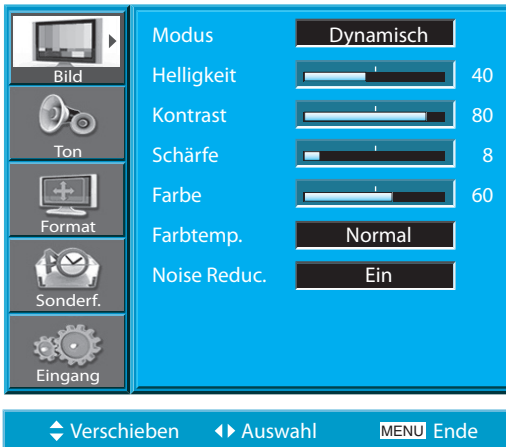 Bild
Ton
Format
Sonderf.
Eingang
Modus Dynamisch
Helligkeit 40
Kontrast 80
Schärfe 8
Farbe 60
Farbtemp. Normal
Noise Reduc. Ein
Verschieben Auswahl MENU Ende